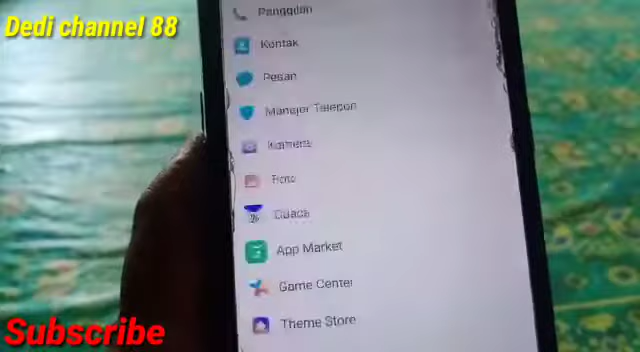 Dedi channel 88
Panggilan
Kontak
Pesan
Manajer Telepon
Kamera
Foto
Cuaca
App Market
Game Center
Theme Store
Subscribe